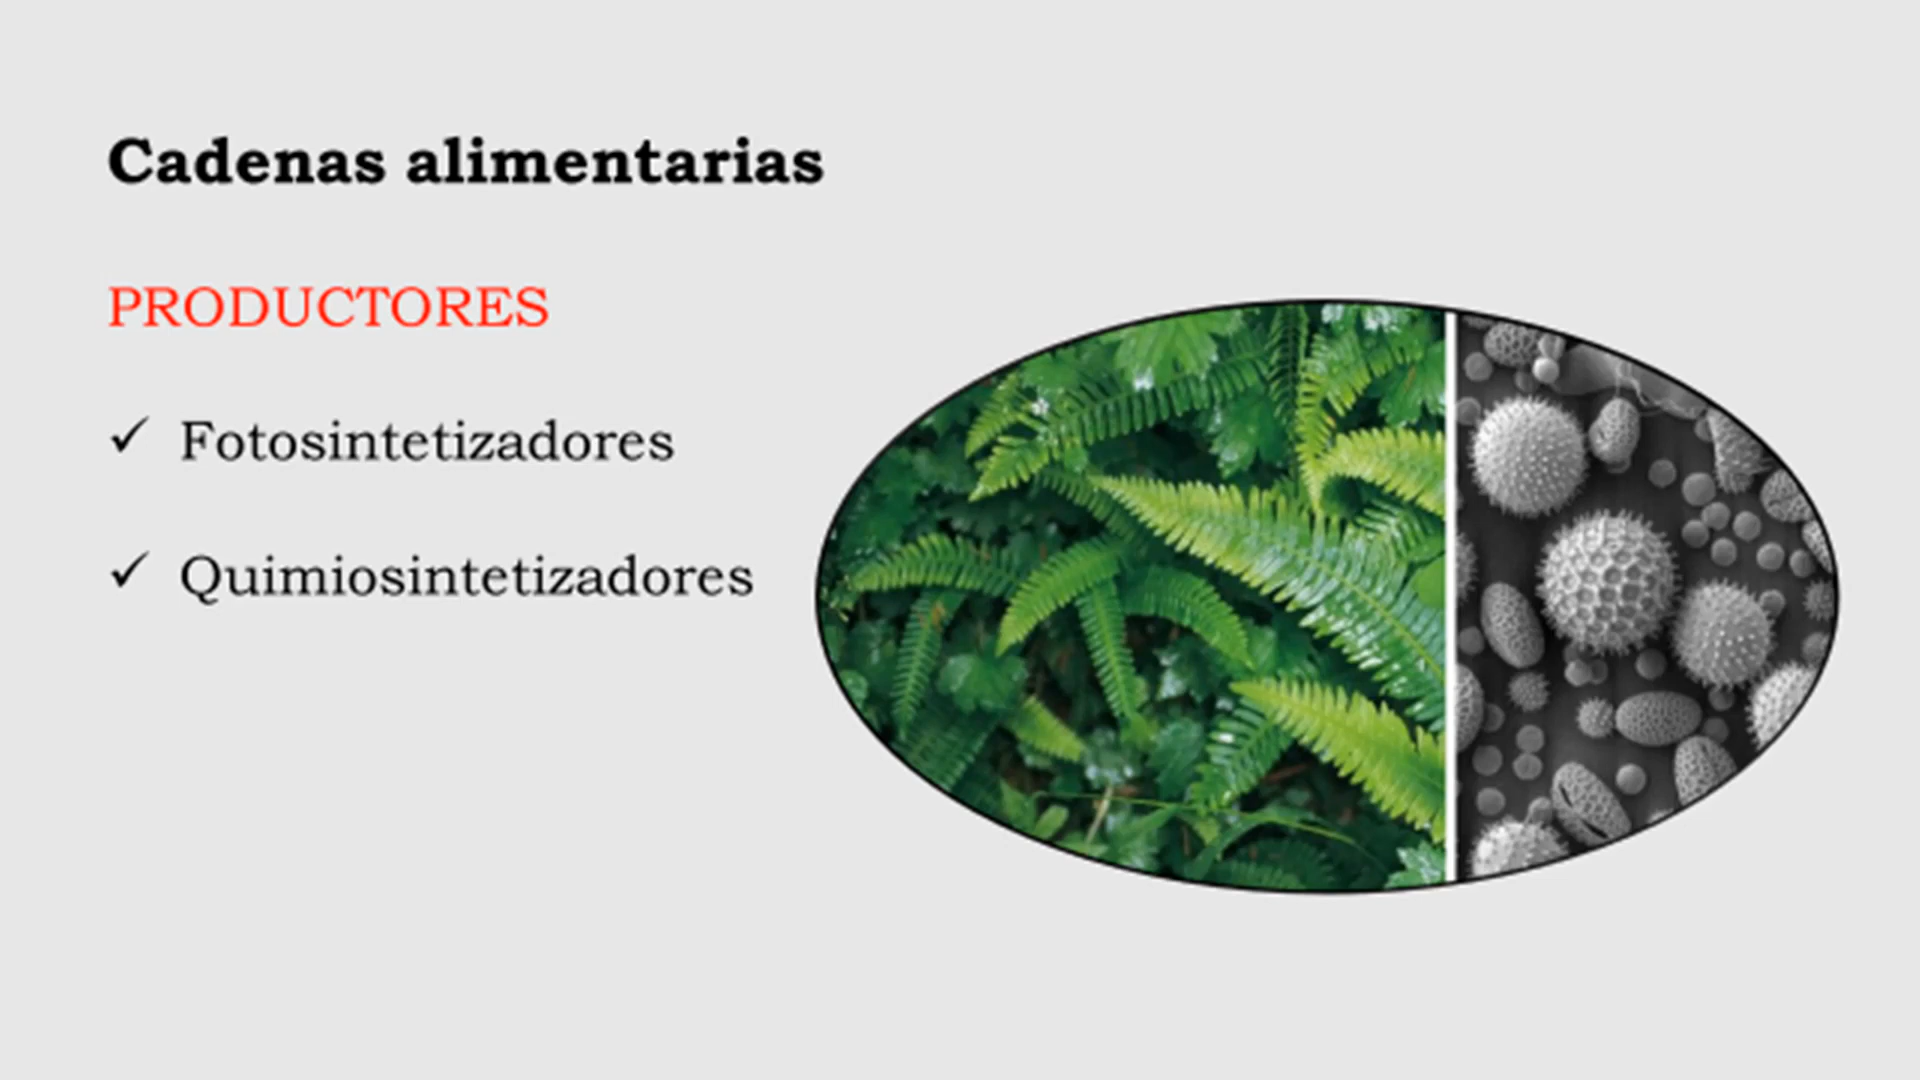 Cadenas alimentarias
PRODUCTORES
✓ Fotosintetizadores
✓ Quimiosintetizadores